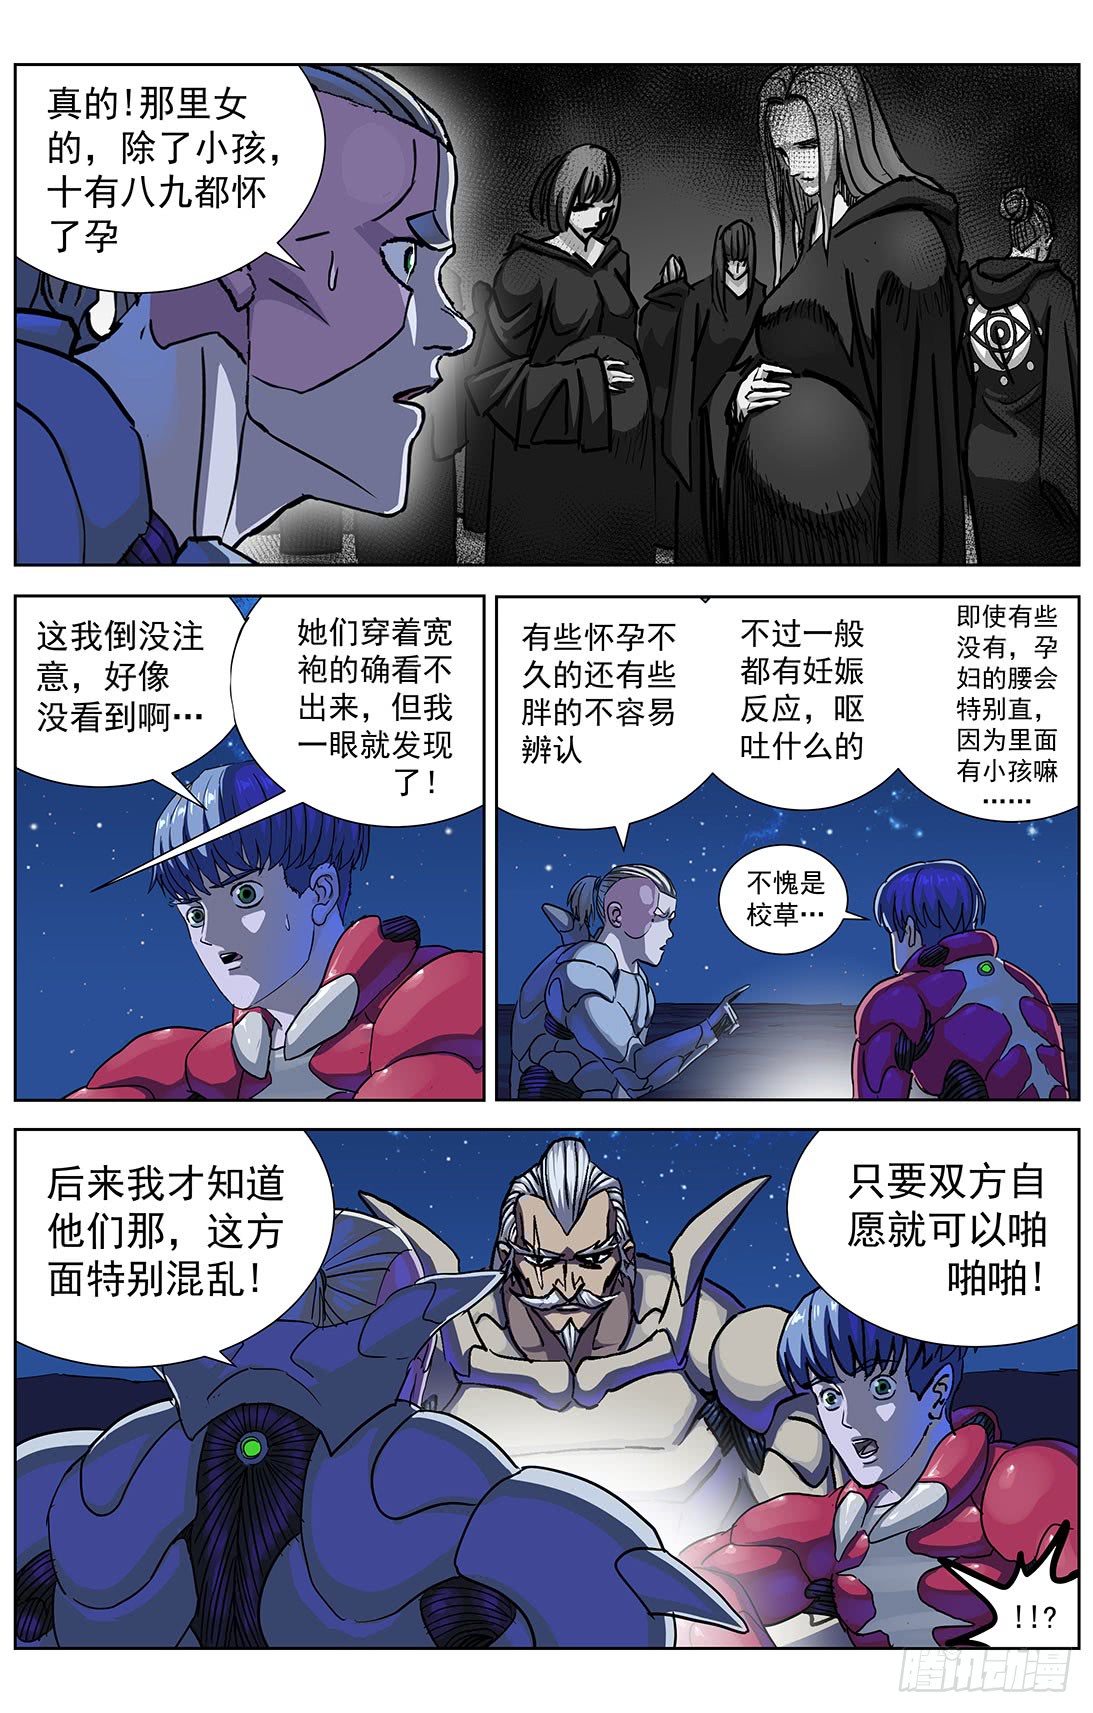 真的!那里女
的，除了小孩，
十有八九都怀
了孕
这我倒没注
意，好像
没看到啊…
她们穿着宽
袍的确看不
出来，但我
一眼就发现
了!
有些怀孕不
久的还有些
胖的不容易
辨认
不过一般
都有妊娠
反应，呕
吐什么的
即使有些
没有，孕
妇的腰会
特别直，
因为里面
有小孩嘛
……
不愧是
校草…
后来我才知道
他们那，这方
面特别混乱!
只要双方自
愿就可以啪
啪啪!
!!?
腾讯动漫